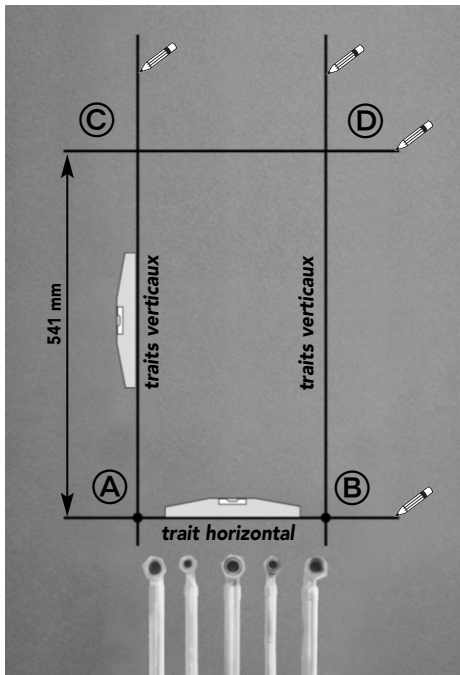 C
D
541 mm
traits verticaux
traits verticaux
A
B
trait horizontal